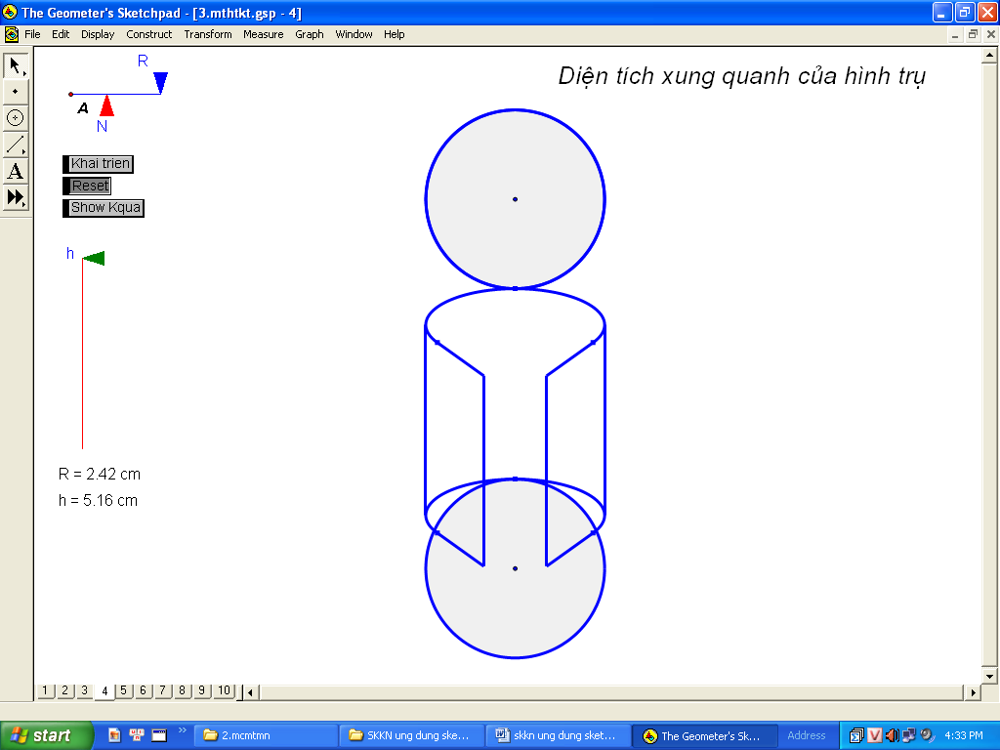 The Geometer's Sketchpad - [3.mthtkt.gsp - 4]
File Edit Display Construct Transform Measure Graph Window Help
Diện tích xung quanh của hình trụ
R
A
N
Khai trien
Reset
Show Kqua
h
R = 2.42 cm
h = 5.16 cm
A
1 2 3 4 5 6 7 8 9 10
start
2.mcmtmn
SKKN ung dung ske...
skkn ung dung sket...
The Geometer's Sk...
Address
V
4:33 PM